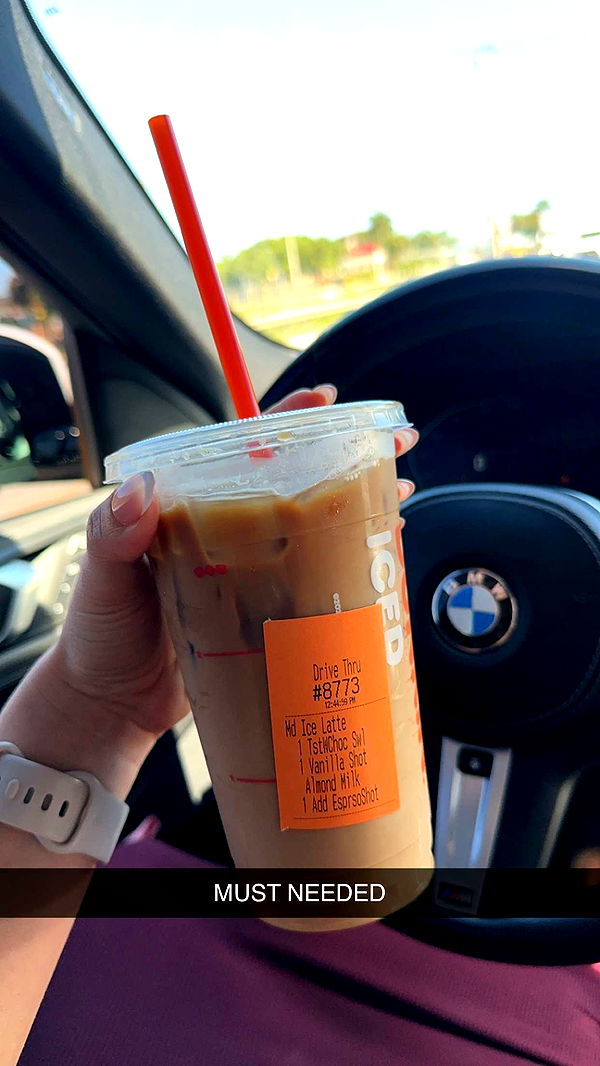 ICED
Drive Thru
#8773
12:44:59 PM
Md Ice Latte
1 TstWChoc Swl
1 Vanilla Shot
Almond Milk
1 Add EsprsoShot
BMW
MUST NEEDED